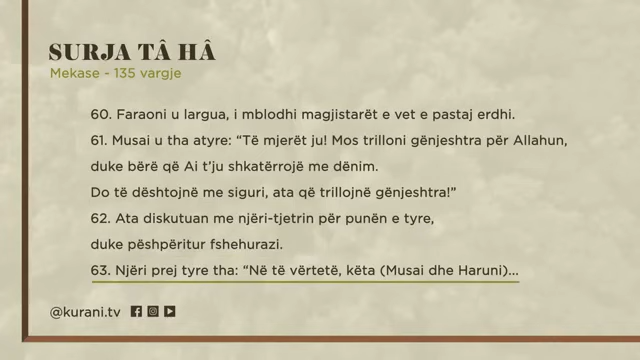 SURJA TÂ HÂ
Mekase - 135 vargje
60. Faraoni u largua, i mblodhi magjistarët e vet e pastaj erdhi.
61. Musai u tha atyre: “Të mjerët ju! Mos trilloni gënjeshtra për Allahun,
duke bërë që Ai t’ju shkatërrojë me dënim.
Do të dështojnë me siguri, ata që trillojnë gënjeshtra!”
62. Ata diskutuan me njëri-tjetrin për punën e tyre,
duke pëshpëritur fshehurazi.
63. Njëri prej tyre tha: “Në të vërtetë, këta (Musai dhe Haruni)...
@kurani.tv